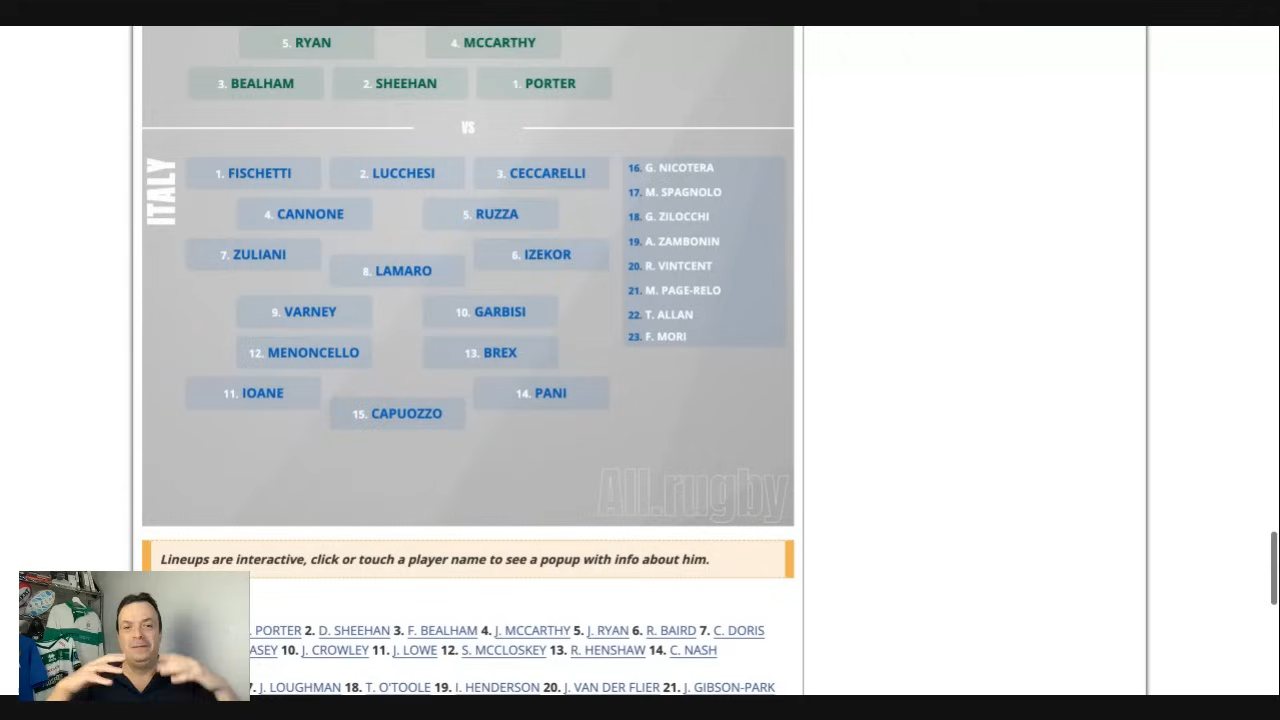 5. RYAN 4. MCCARTHY
3. BEALHAM 2. SHEEHAN 1. PORTER
VS
ITALY
1. FISCHETTI 2. LUCCHESI 3. CECCARELLI
4. CANNONE 5. RUZZA
7. ZULIANI 6. IZEKOR
8. LAMARO
9. VARNEY 10. GARBISI
12. MENONCELLO 13. BREX
11. IOANE 14. PANI
15. CAPUOZZO
16. G. NICOTERA
17. M. SPAGNOLO
18. G. ZILOCCHI
19. A. ZAMBONIN
20. R. VINTCENT
21. M. PAGE-RELO
22. T. ALLAN
23. F. MORI
All.rugby
Lineups are interactive, click or touch a player name to see a popup with info about him.
PORTER 2. D. SHEEHAN 3. F. BEALHAM 4. J. MCCARTHY 5. J. RYAN 6. R. BAIRD 7. C. DORIS
ASEY 10. J. CROWLEY 11. J. LOWE 12. S. MCCLOSKEY 13. R. HENSHAW 14. C. NASH
J. LOUGHMAN 18. T. O'TOOLE 19. I. HENDERSON 20. J. VAN DER FLIER 21. J. GIBSON-PARK